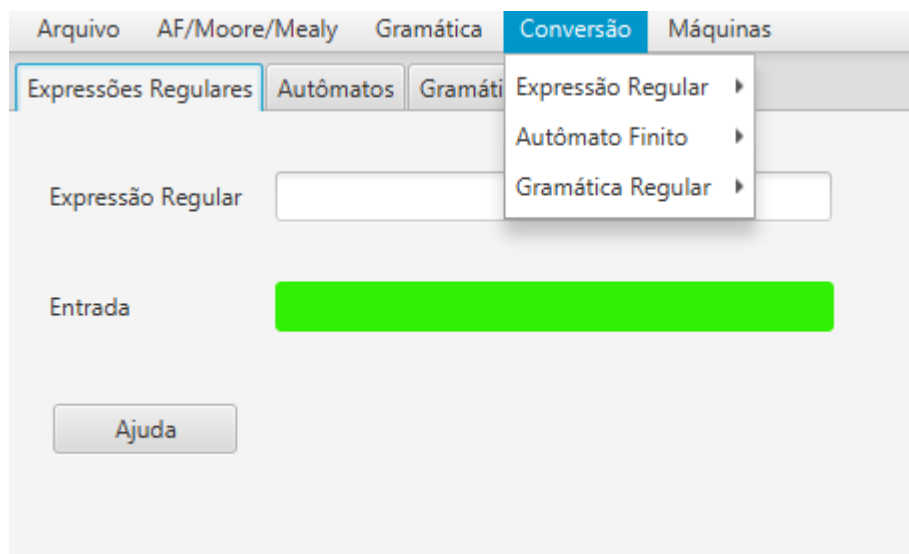 Arquivo AF/Moore/Mealy Gramática Conversão Máquinas
Expressões Regulares Autômatos Gramáti
Expressão Regular
Autômato Finito
Gramática Regular
Expressão Regular
Entrada
Ajuda